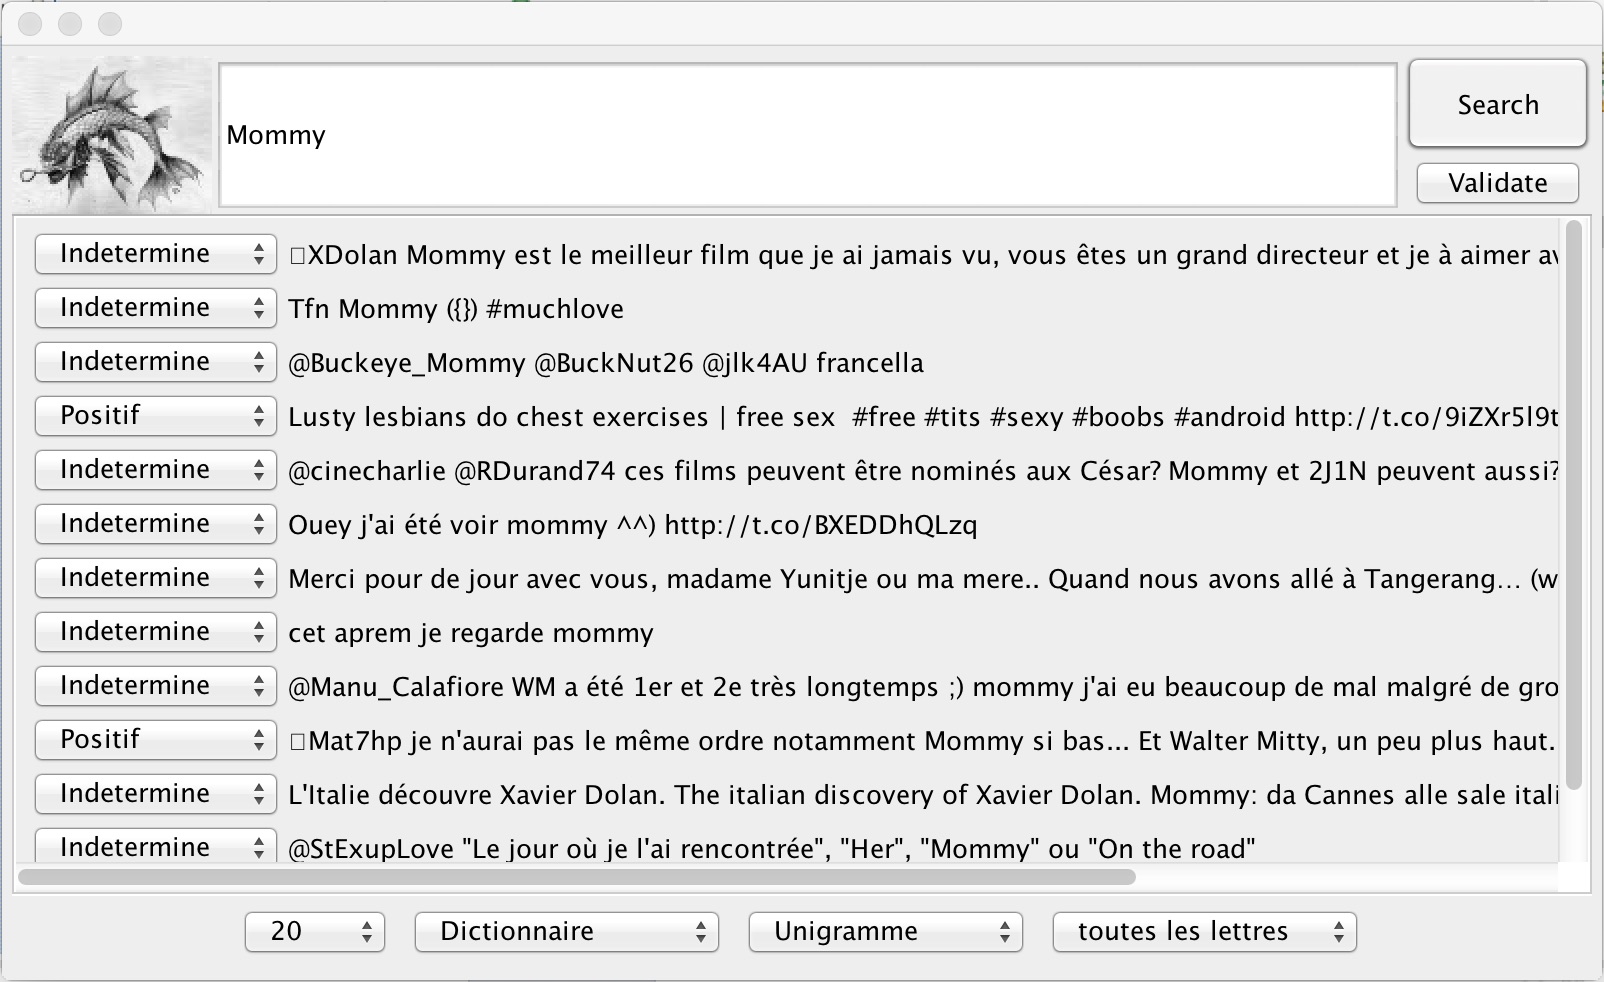 Mommy
Search
Validate
Indetermine □XDolan Mommy est le meilleur film que je ai jamais vu, vous êtes un grand directeur et je à aimer av
Indetermine Tfn Mommy ({}) #muchlove
Indetermine @Buckeye_Mommy @BuckNut26 @jlk4AU francella
Positif Lusty lesbians do chest exercises | free sex  #free #tits #sexy #boobs #android http://t.co/9iZXr5l9t
Indetermine @cinecharlie @RDurand74 ces films peuvent être nominés aux César? Mommy et 2J1N peuvent aussi?
Indetermine Ouey j'ai été voir mommy ^^) http://t.co/BXEDDhQLzq
Indetermine Merci pour de jour avec vous, madame Yunitje ou ma mere.. Quand nous avons allé à Tangerang... (w
Indetermine cet aprem je regarde mommy
Indetermine @Manu_Calafiore WM a été 1er et 2e très longtemps ;) mommy j'ai eu beaucoup de mal malgré de gro
Positif □Mat7hp je n'aurai pas le même ordre notamment Mommy si bas... Et Walter Mitty, un peu plus haut.
Indetermine L'Italie découvre Xavier Dolan. The italian discovery of Xavier Dolan. Mommy: da Cannes alle sale itali
Indetermine @StExupLove "Le jour où je l'ai rencontrée", "Her", "Mommy" ou "On the road"
20 Dictionnaire Unigramme toutes les lettres